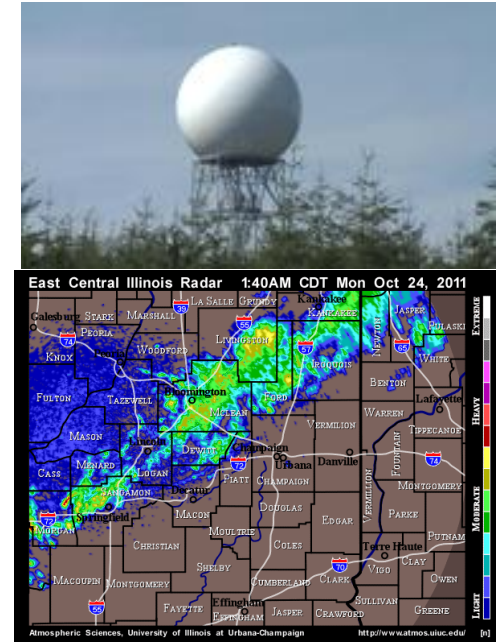 East Central Illinois Radar 1:40AM CDT Mon Oct 24, 2011
LA SALLE GRUNDY
Kankakee
JASPER
Galesburg STARK MARSHALL 39 55 KANKAKEE NEWTON PULASKI
PEORIA LIVINGSTON
74 WOODFORD 57 65 WHITE
KNOX Peoria IROQUOIS
BENTON
FULTON TAZEWELL Bloomington FORD
MCLEAN WARREN Lafayette
MASON VERMILION TIPPECANOE
Lincoln DEWITT Champaign FOUNTAIN
CASS MENARD LOGAN 72 Urbana Danville 74
PIATT CHAMPAIGN
SANGAMON Decatur VERMILLION MONTGOMERY
72 Springfield MACON DOUGLAS
MORGAN MOULTRIE EDGAR PARKE
CHRISTIAN COLES PUTNAM
SHELBY Terre Haute
MACOUPIN MONTGOMERY 70 CLARK VIGO CLAY
CUMBERLAND OWEN
55 FAYETTE Effingham SULLIVAN
EFFINGHAM JASPER CRAWFORD GREENE
EXTREME
HEAVY
MODERATE
LIGHT
Atmospheric Sciences, University of Illinois at Urbana-Champaign http://www.atmos.uiuc.edu/ D-1